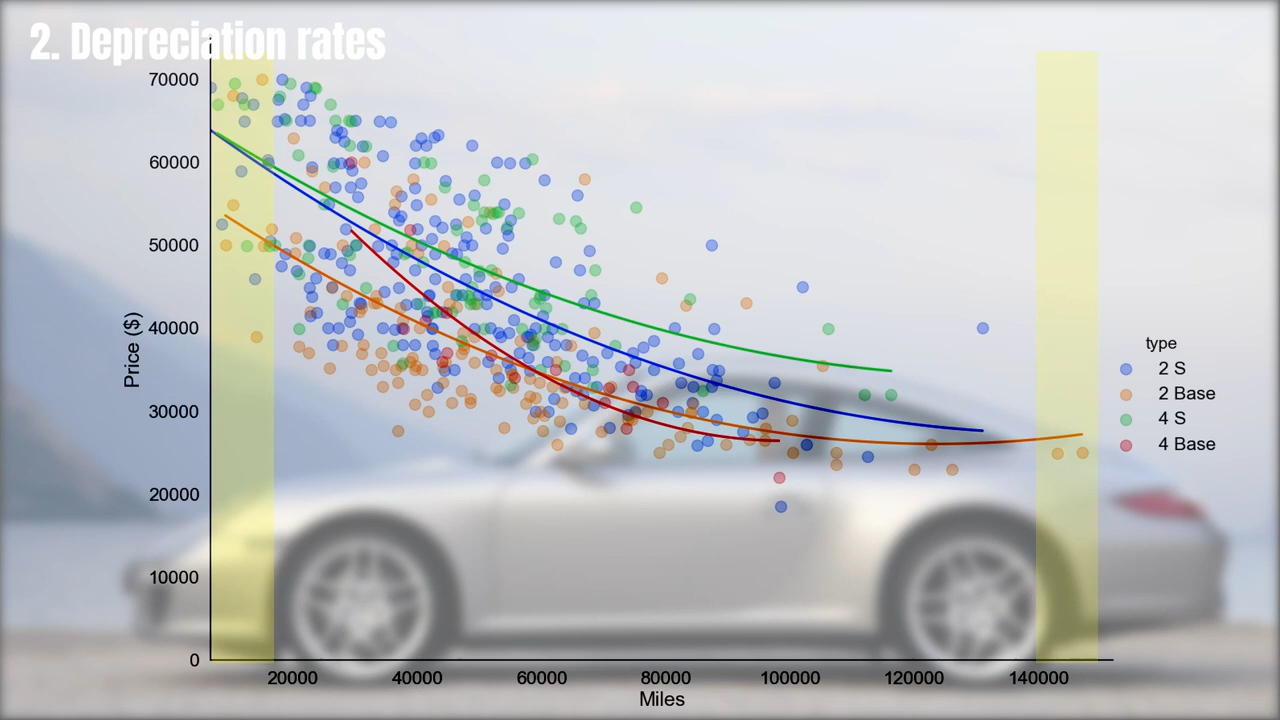 2. Depreciation rates
70000
60000
50000
40000
30000
20000
10000
0
Price ($)
20000 40000 60000 80000 100000 120000 140000
Miles
type
2 S
2 Base
4 S
4 Base